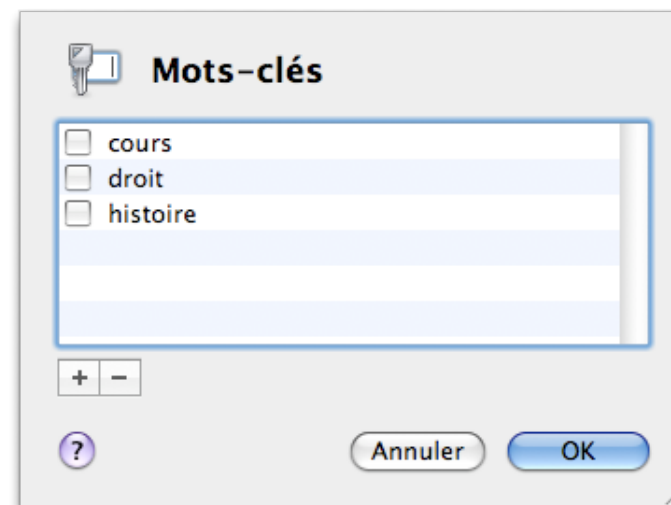 Mots-clés
cours
droit
histoire
+ −
? Annuler OK